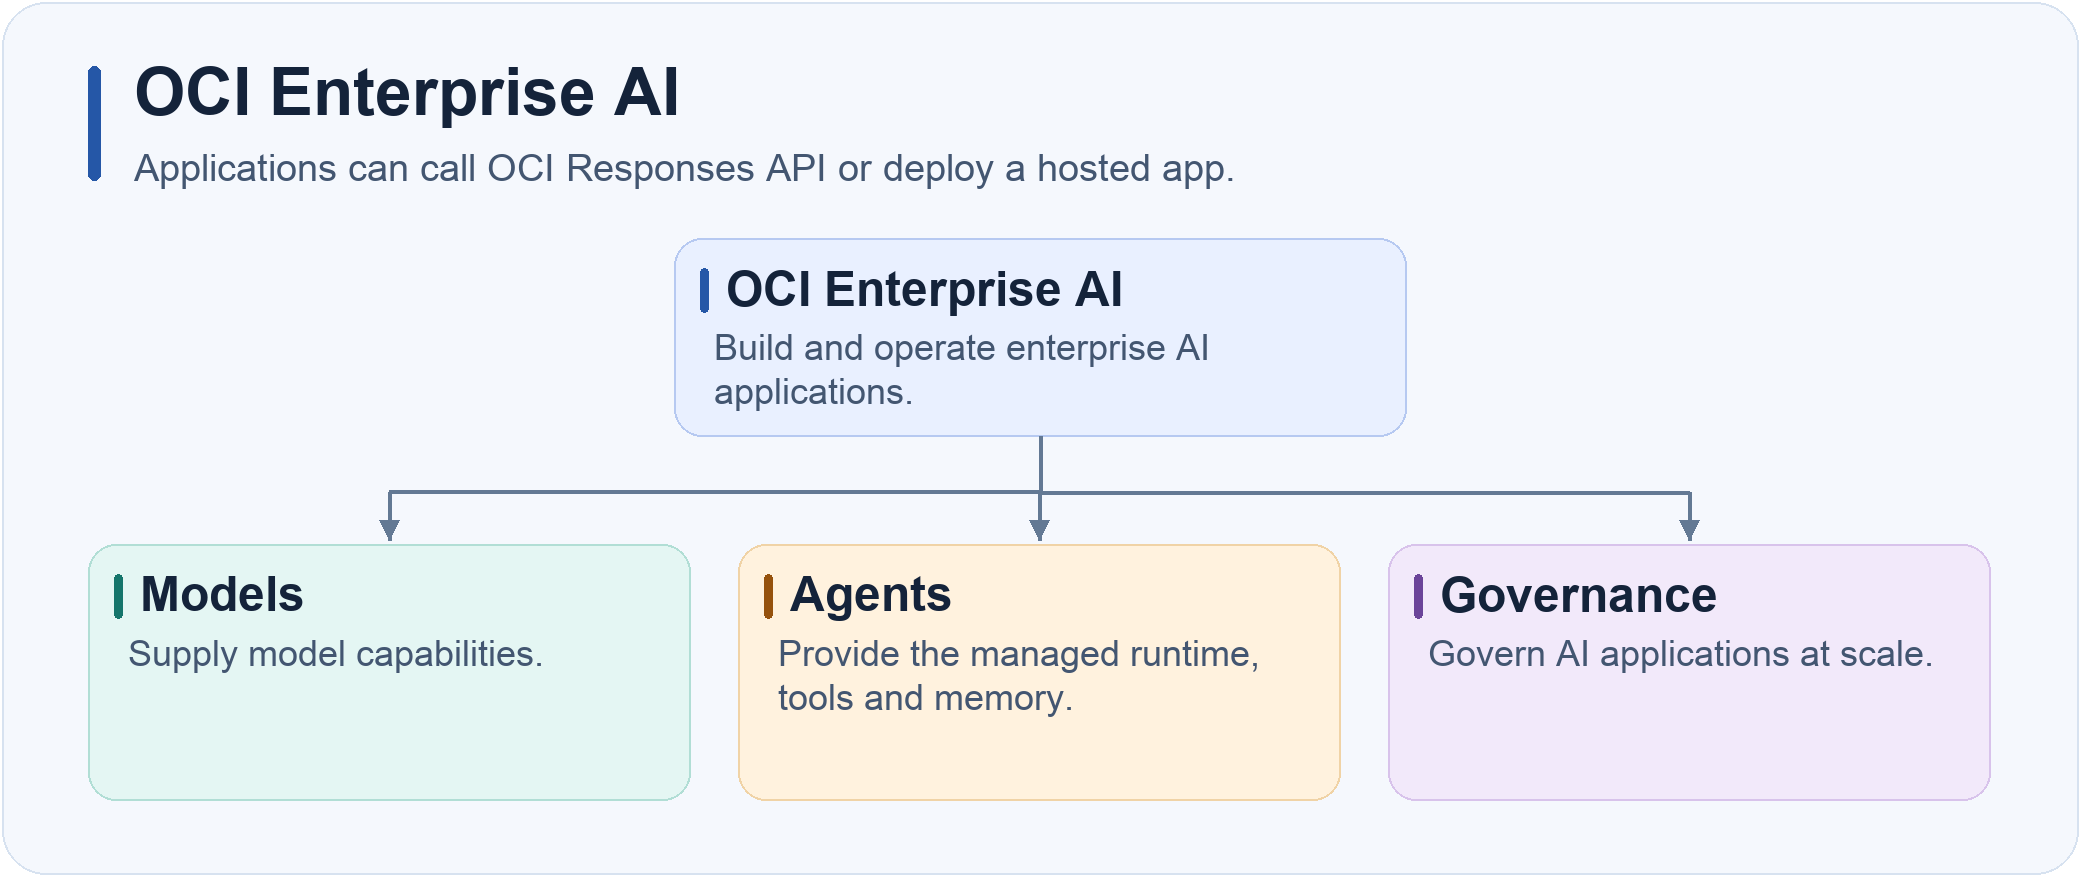 OCI Enterprise AI
Applications can call OCI Responses API or deploy a hosted app.
OCI Enterprise AI
Build and operate enterprise AI
applications.
Models
Supply model capabilities.
Agents
Provide the managed runtime,
tools and memory.
Governance
Govern AI applications at scale.